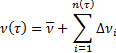 ν(τ) = ν̅ + ∑_{i=1}^{n(τ)} Δν_i